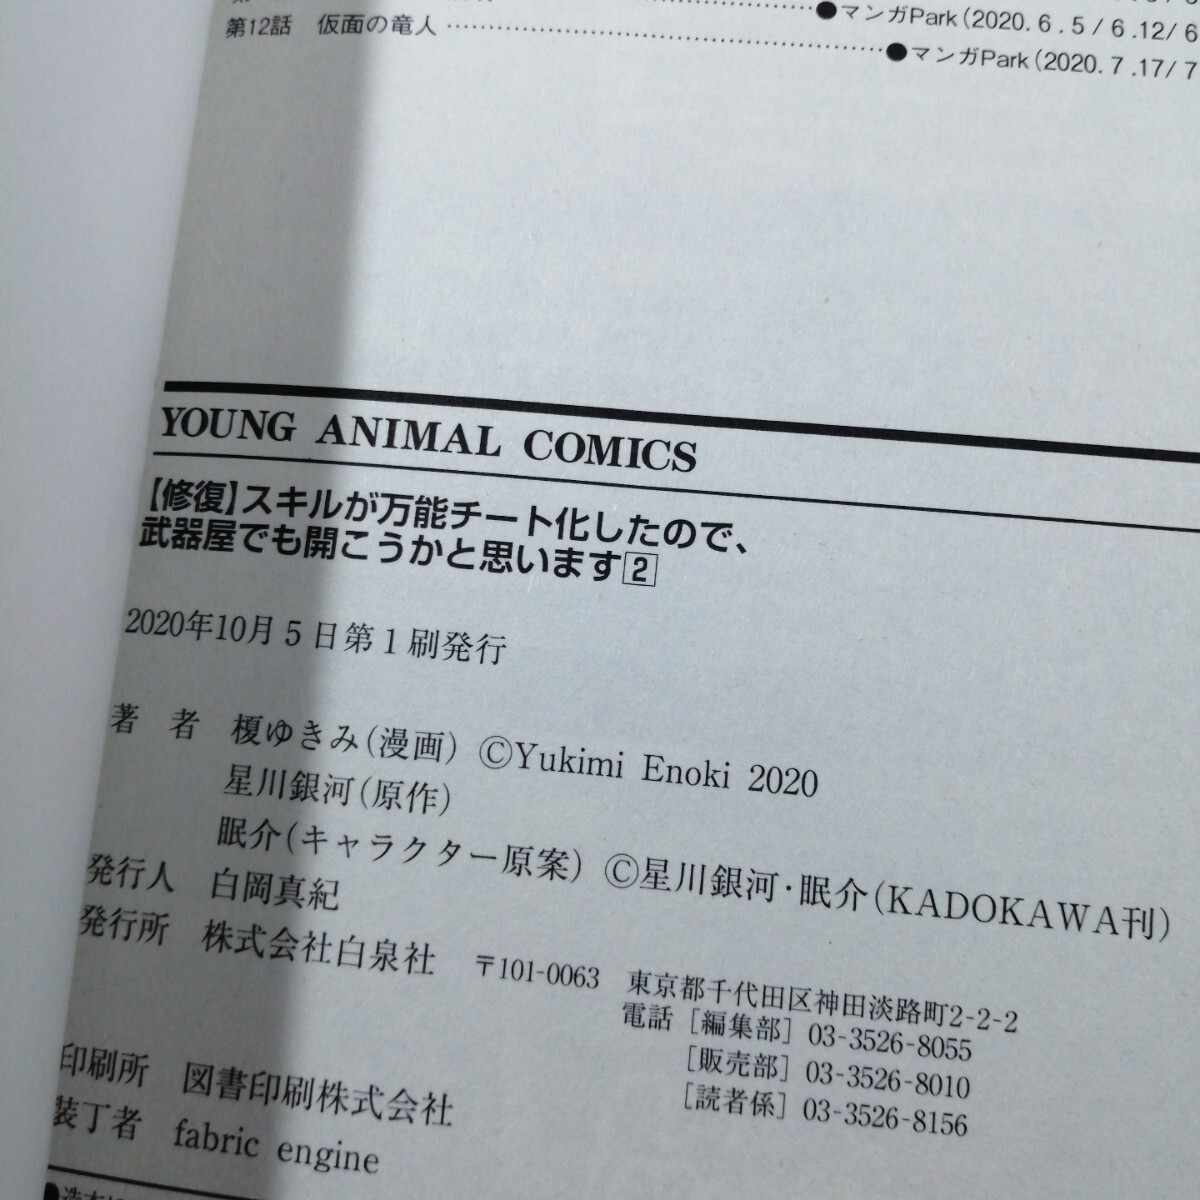 ●マンガPark(2020. 6 . 5 / 6 .12/ 6
第12話 仮面の竜人 ●マンガPark(2020. 7 .17/ 7
YOUNG ANIMAL COMICS
【修復】スキルが万能チート化したので、
武器屋でも開こうかと思います2
2020年10月5日第1刷発行
著 者 榎ゆきみ(漫画) ©Yukimi Enoki 2020
星川銀河(原作)
眠介(キャラクター原案) ©星川銀河・眠介(KADOKAWA刊)
発行人 白岡真紀
発行所 株式会社白泉社 〒101-0063 東京都千代田区神田淡路町2-2-2
電話[編集部] 03-3526-8055
[販売部] 03-3526-8010
[読者係] 03-3526-8156
印刷所 図書印刷株式会社
装丁者 fabric engine